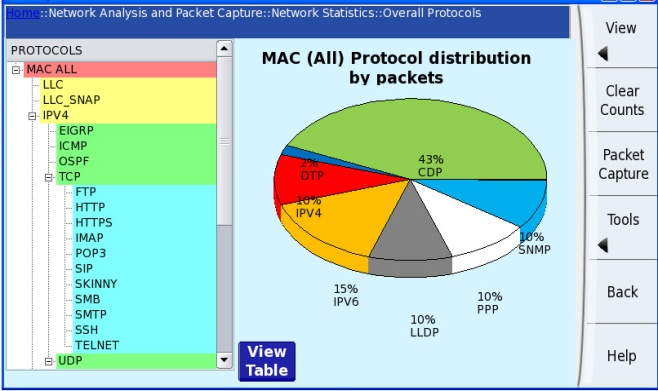 Home::Network Analysis and Packet Capture::Network Statistics::Overall Protocols
PROTOCOLS
MAC ALL
LLC
LLC_SNAP
IPV4
EIGRP
ICMP
OSPF
TCP
FTP
HTTP
HTTPS
IMAP
POP3
SIP
SKINNY
SMB
SMTP
SSH
TELNET
UDP
MAC (All) Protocol distribution
by packets
43%
CDP
2%
DTP
10%
IPV4
15%
IPV6
10%
LLDP
10%
PPP
10%
SNMP
View
Table
View
Clear
Counts
Packet
Capture
Tools
Back
Help